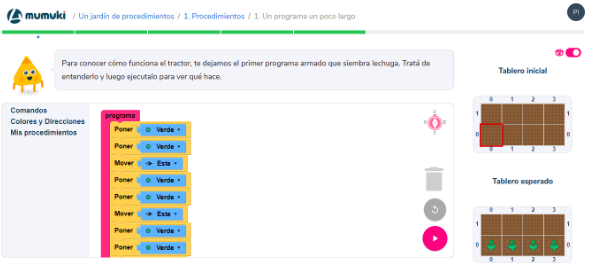 mumuki / Un jardín de procedimientos / 1. Procedimientos / 1. Un programa un poco largo
PI
Para conocer cómo funciona el tractor, te dejamos el primer programa armado que siembra lechuga. Tratá de
entenderlo y luego ejecutalo para ver qué hace.
Comandos
Colores y Direcciones
Mis procedimientos
programa
Poner Verde
Poner Verde
Mover Este
Poner Verde
Poner Verde
Mover Este
Poner Verde
Poner Verde
Tablero inicial
0 1 2 3
1 1
0 0
0 1 2 3
Tablero esperado
0 1 2 3
1 1
0 0
0 1 2 3